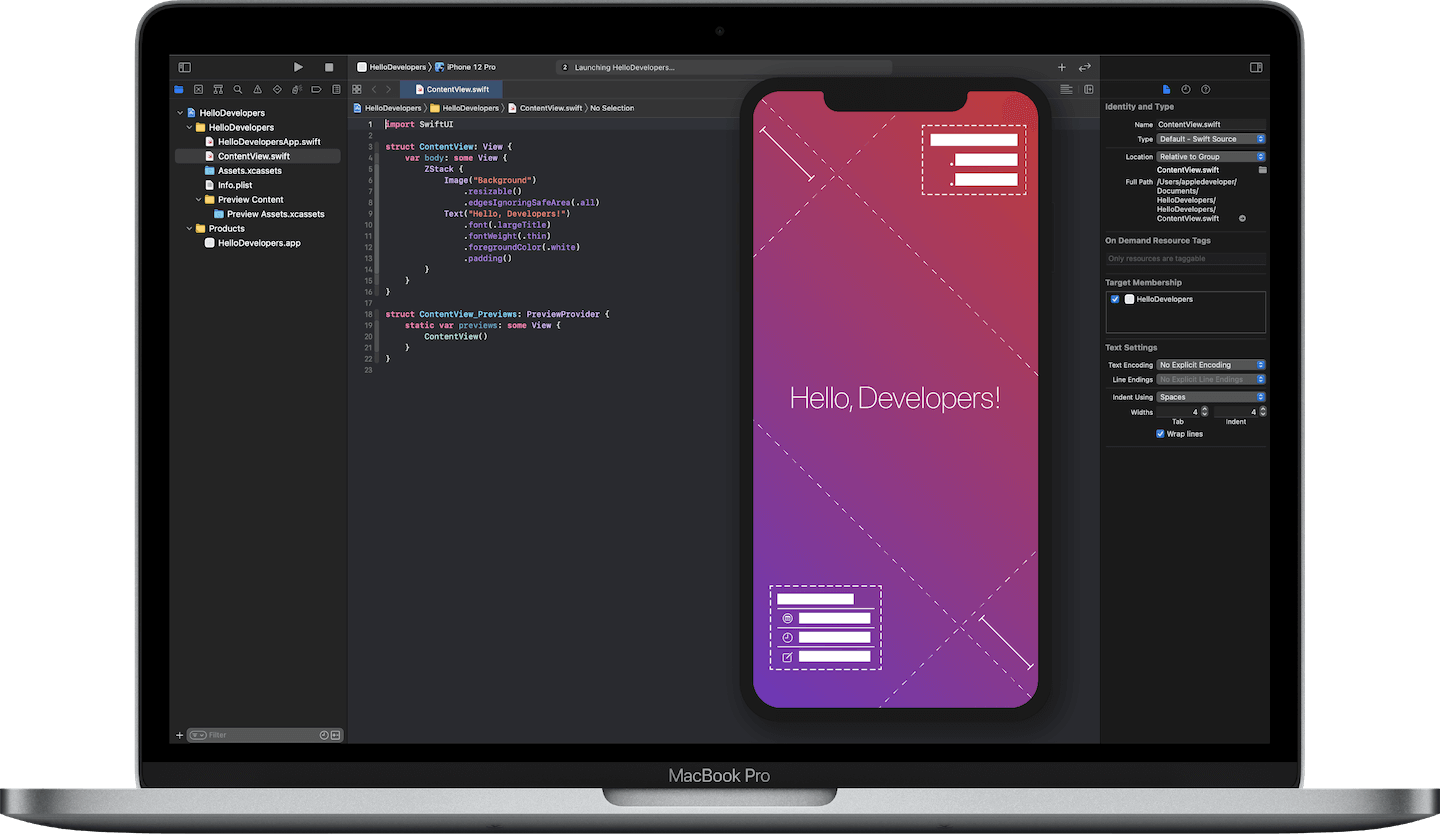 HelloDevelopers 〉 iPhone 12 Pro
2 Launching HelloDevelopers...
ContentView.swift
HelloDevelopers 〉 HelloDevelopers 〉 ContentView.swift 〉 No Selection
HelloDevelopers
HelloDevelopers
HelloDevelopersApp.swift
ContentView.swift
Assets.xcassets
Info.plist
Preview Content
Preview Assets.xcassets
Products
HelloDevelopers.app
Filter
1 import SwiftUI
2
3 struct ContentView: View {
4     var body: some View {
5         ZStack {
6             Image("Background")
7                 .resizable()
8                 .edgesIgnoringSafeArea(.all)
9             Text("Hello, Developers!")
10                 .font(.largeTitle)
11                 .fontWeight(.thin)
12                 .foregroundColor(.white)
13                 .padding()
14         }
15     }
16 }
17
18 struct ContentView_Previews: PreviewProvider {
19     static var previews: some View {
20         ContentView()
21     }
22 }
23
Hello, Developers!
Identity and Type
Name ContentView.swift
Type Default - Swift Source
Location Relative to Group
ContentView.swift
Full Path /Users/appledeveloper/
Documents/
HelloDevelopers/
HelloDevelopers/
ContentView.swift
On Demand Resource Tags
Only resources are taggable
Target Membership
HelloDevelopers
Text Settings
Text Encoding No Explicit Encoding
Line Endings No Explicit Line Endings
Indent Using Spaces
Widths 4 4
Tab Indent
Wrap lines
MacBook Pro